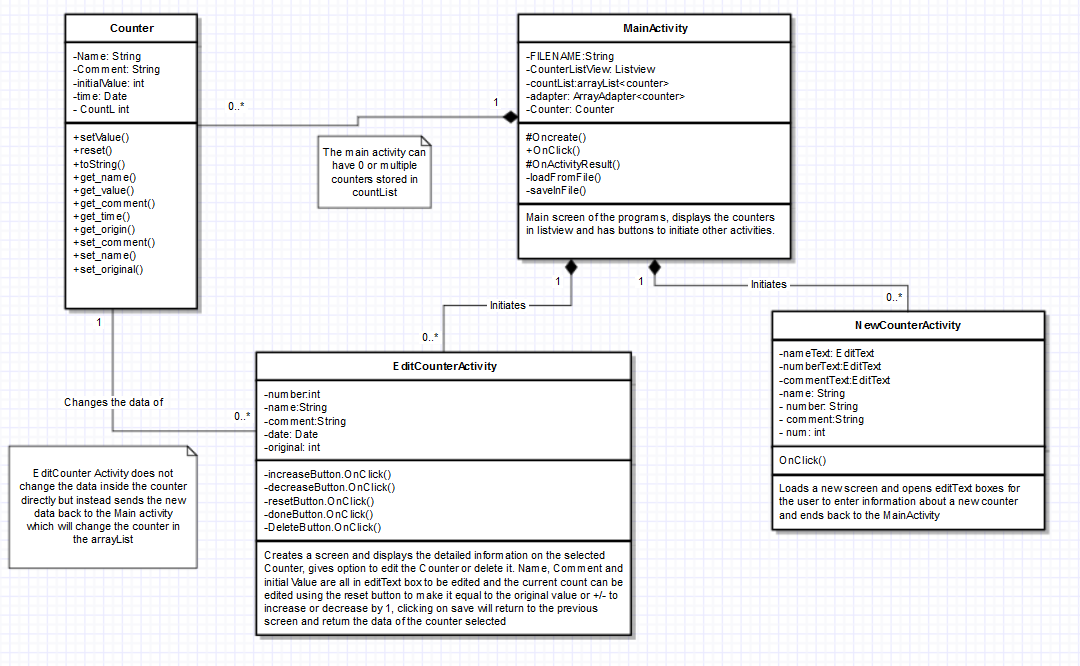 Counter
-Name: String
-Comment: String
-initialValue: int
-time: Date
- CountL int
+setValue()
+reset()
+toString()
+get_name()
+get_value()
+get_comment()
+get_time()
+get_origin()
+set_comment()
+set_name()
+set_original()
0..*
1
The main activity can
have 0 or multiple
counters stored in
countList
MainActivity
-FILENAME:String
-CounterListView: Listview
-countList:arrayList<counter>
-adapter: ArrayAdapter<counter>
-Counter: Counter
#Oncreate()
+OnClick()
#OnActivityResult()
-loadFromFile()
-saveInFile()
Main screen of the programs, displays the counters
in listview and has buttons to initiate other activities.
1
Initiates
0..*
1
Initiates
0..*
1
Changes the data of
0..*
EditCounter Activity does not
change the data inside the counter
directly but instead sends the new
data back to the Main activity
which will change the counter in
the arrayList
EditCounterActivity
-number:int
-name:String
-comment:String
-date: Date
-original: int
-increaseButton.OnClick()
-decreaseButton.OnClick()
-resetButton.OnClick()
-doneButton.OnClick()
-DeleteButton.OnClick()
Creates a screen and displays the detailed information on the selected
Counter, gives option to edit the Counter or delete it. Name, Comment and
initial Value are all in editText box to be edited and the current count can be
edited using the reset button to make it equal to the original value or +/- to
increase or decrease by 1, clicking on save will return to the previous
screen and return the data of the counter selected
NewCounterActivity
-nameText: EditText
-numberText:EditText
-commentText:EditText
-name: String
- number: String
- comment:String
- num: int
OnClick()
Loads a new screen and opens editText boxes for
the user to enter information about a new counter
and ends back to the MainActivity